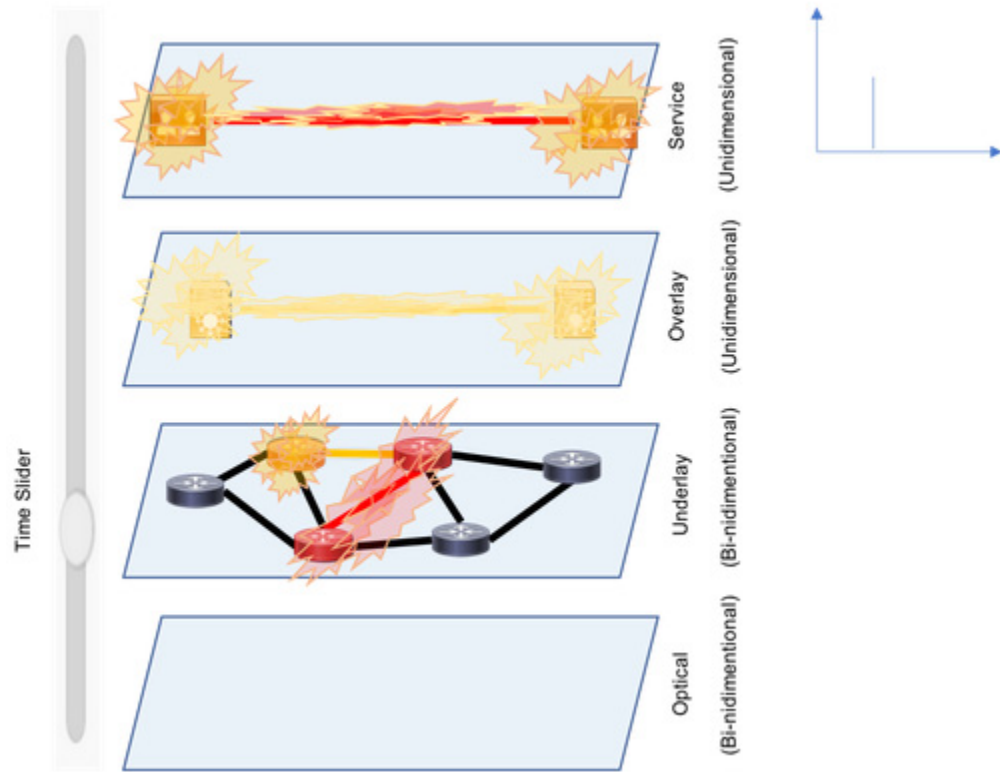 Time Slider
Service
(Unidimensional)
Overlay
(Unidimensional)
Underlay
(Bi-nidimentional)
Optical
(Bi-nidimentional)